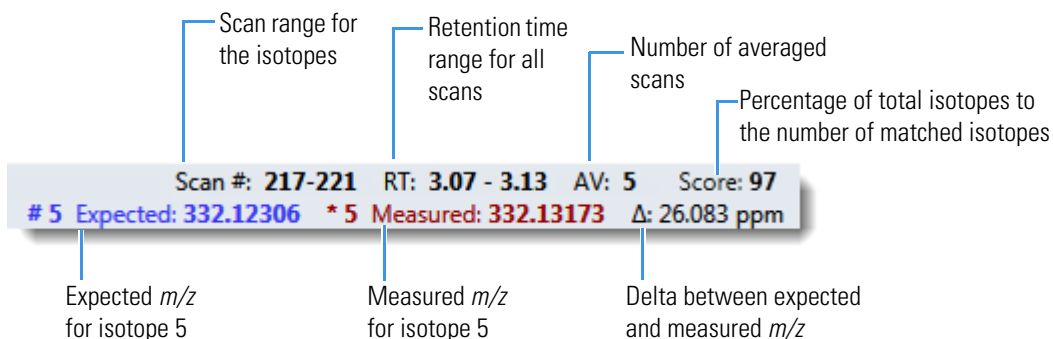 Scan range for
the isotopes
Retention time
range for all
scans
Number of averaged
scans
Percentage of total isotopes to
the number of matched isotopes
Scan #: 217-221 RT: 3.07 - 3.13 AV: 5 Score: 97
# 5 Expected: 332.12306 * 5 Measured: 332.13173 Δ: 26.083 ppm
Expected m/z
for isotope 5
Measured m/z
for isotope 5
Delta between expected
and measured m/z